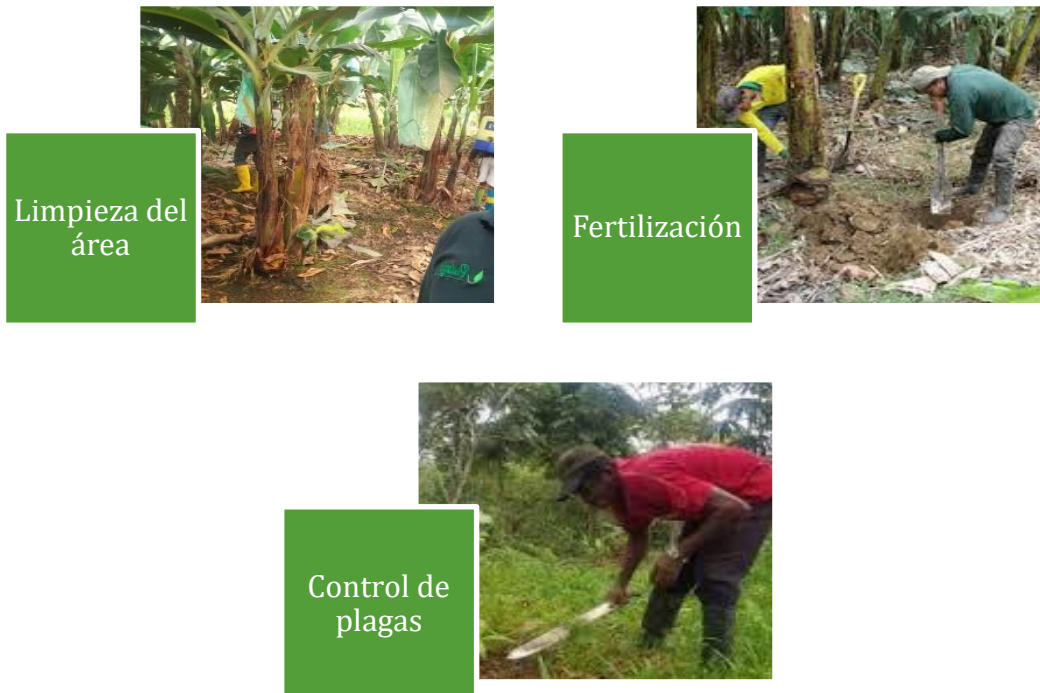 Limpieza del
área
Fertilización
Control de
plagas